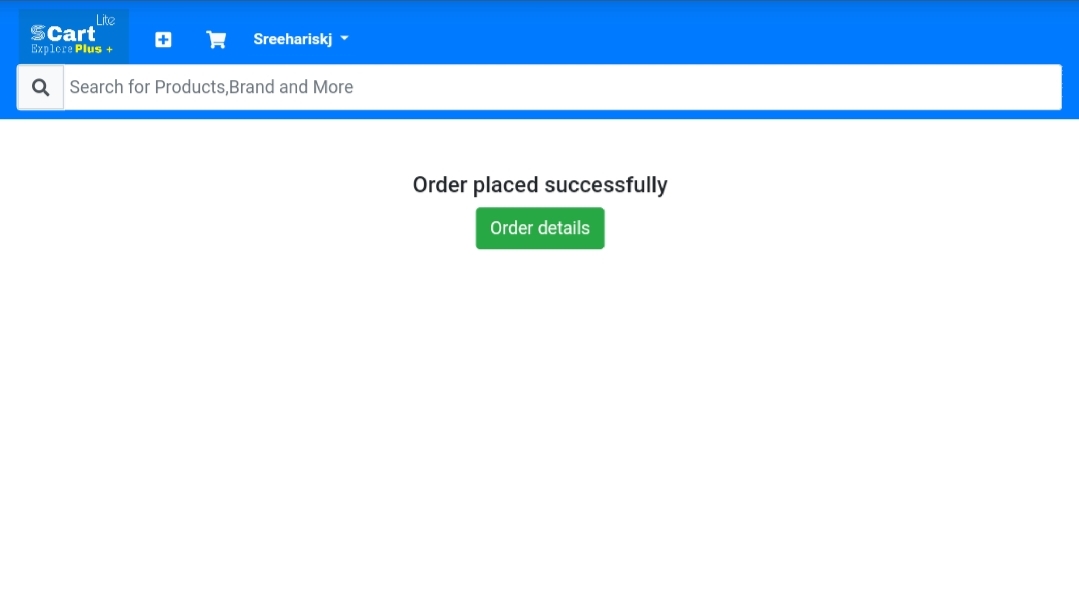 Lite
SCart
Explore Plus +
Sreehariskj
Search for Products,Brand and More
Order placed successfully
Order details